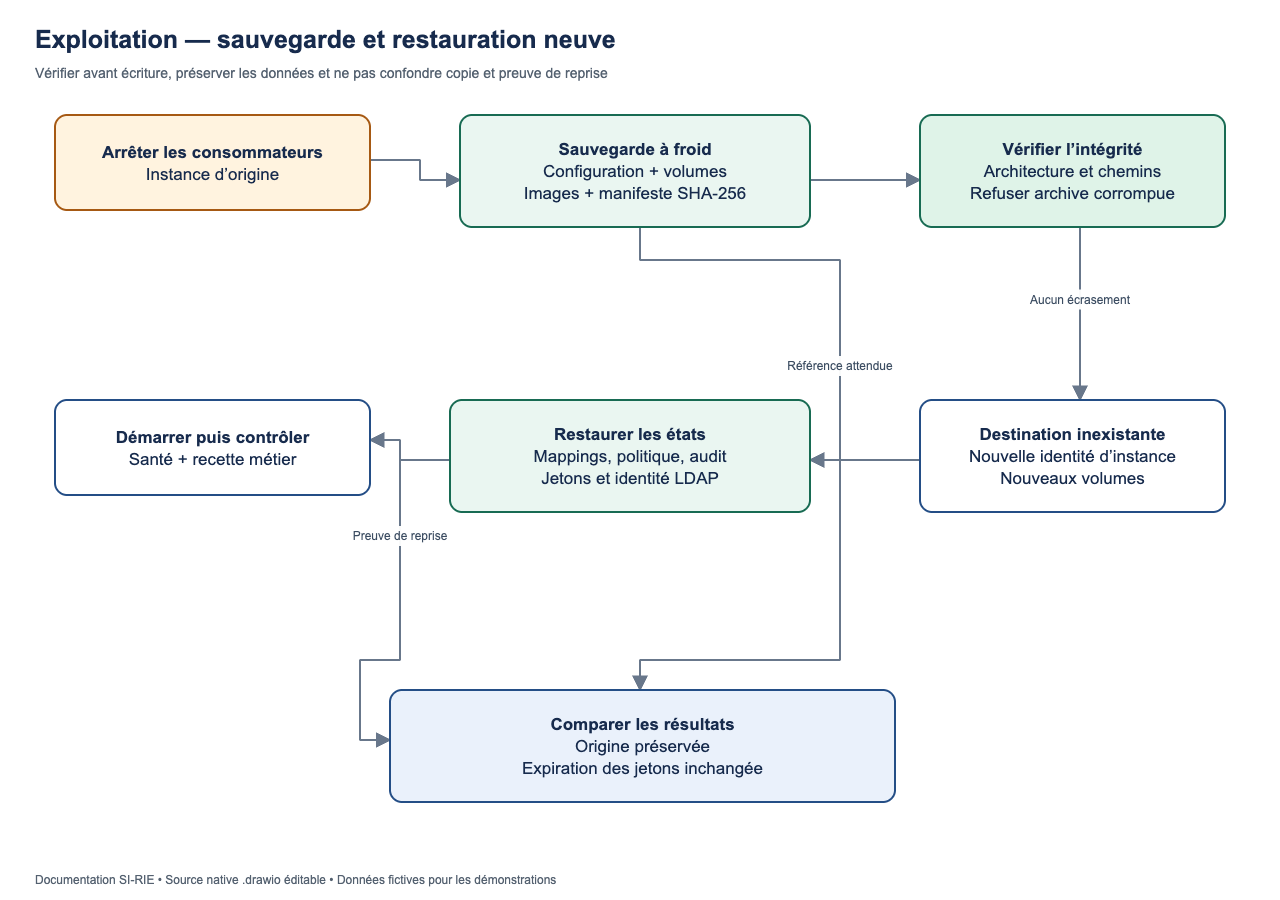 Exploitation — sauvegarde et restauration neuve
Vérifier avant écriture, préserver les données et ne pas confondre copie et preuve de reprise
Arrêter les consommateurs
Instance d’origine
Sauvegarde à froid
Configuration + volumes
Images + manifeste SHA-256
Vérifier l’intégrité
Architecture et chemins
Refuser archive corrompue
Aucun écrasement
Référence attendue
Démarrer puis contrôler
Santé + recette métier
Restaurer les états
Mappings, politique, audit
Jetons et identité LDAP
Destination inexistante
Nouvelle identité d’instance
Nouveaux volumes
Preuve de reprise
Comparer les résultats
Origine préservée
Expiration des jetons inchangée
Documentation SI-RIE • Source native .drawio éditable • Données fictives pour les démonstrations